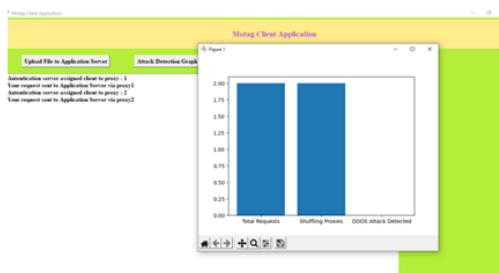 Motag Client Application
Motag Client Application
Upload File to Application Server
Attack Detection Graph
Autentication server assigned client to proxy : 1
Your request sent to Application Server via proxy1
Autentication server assigned client to proxy : 2
Your request sent to Application Server via proxy2
Figure 1
2.00
1.75
1.50
1.25
1.00
0.75
0.50
0.25
0.00
Total Requests
Shuffling Proxies
DDOS Attack Detected